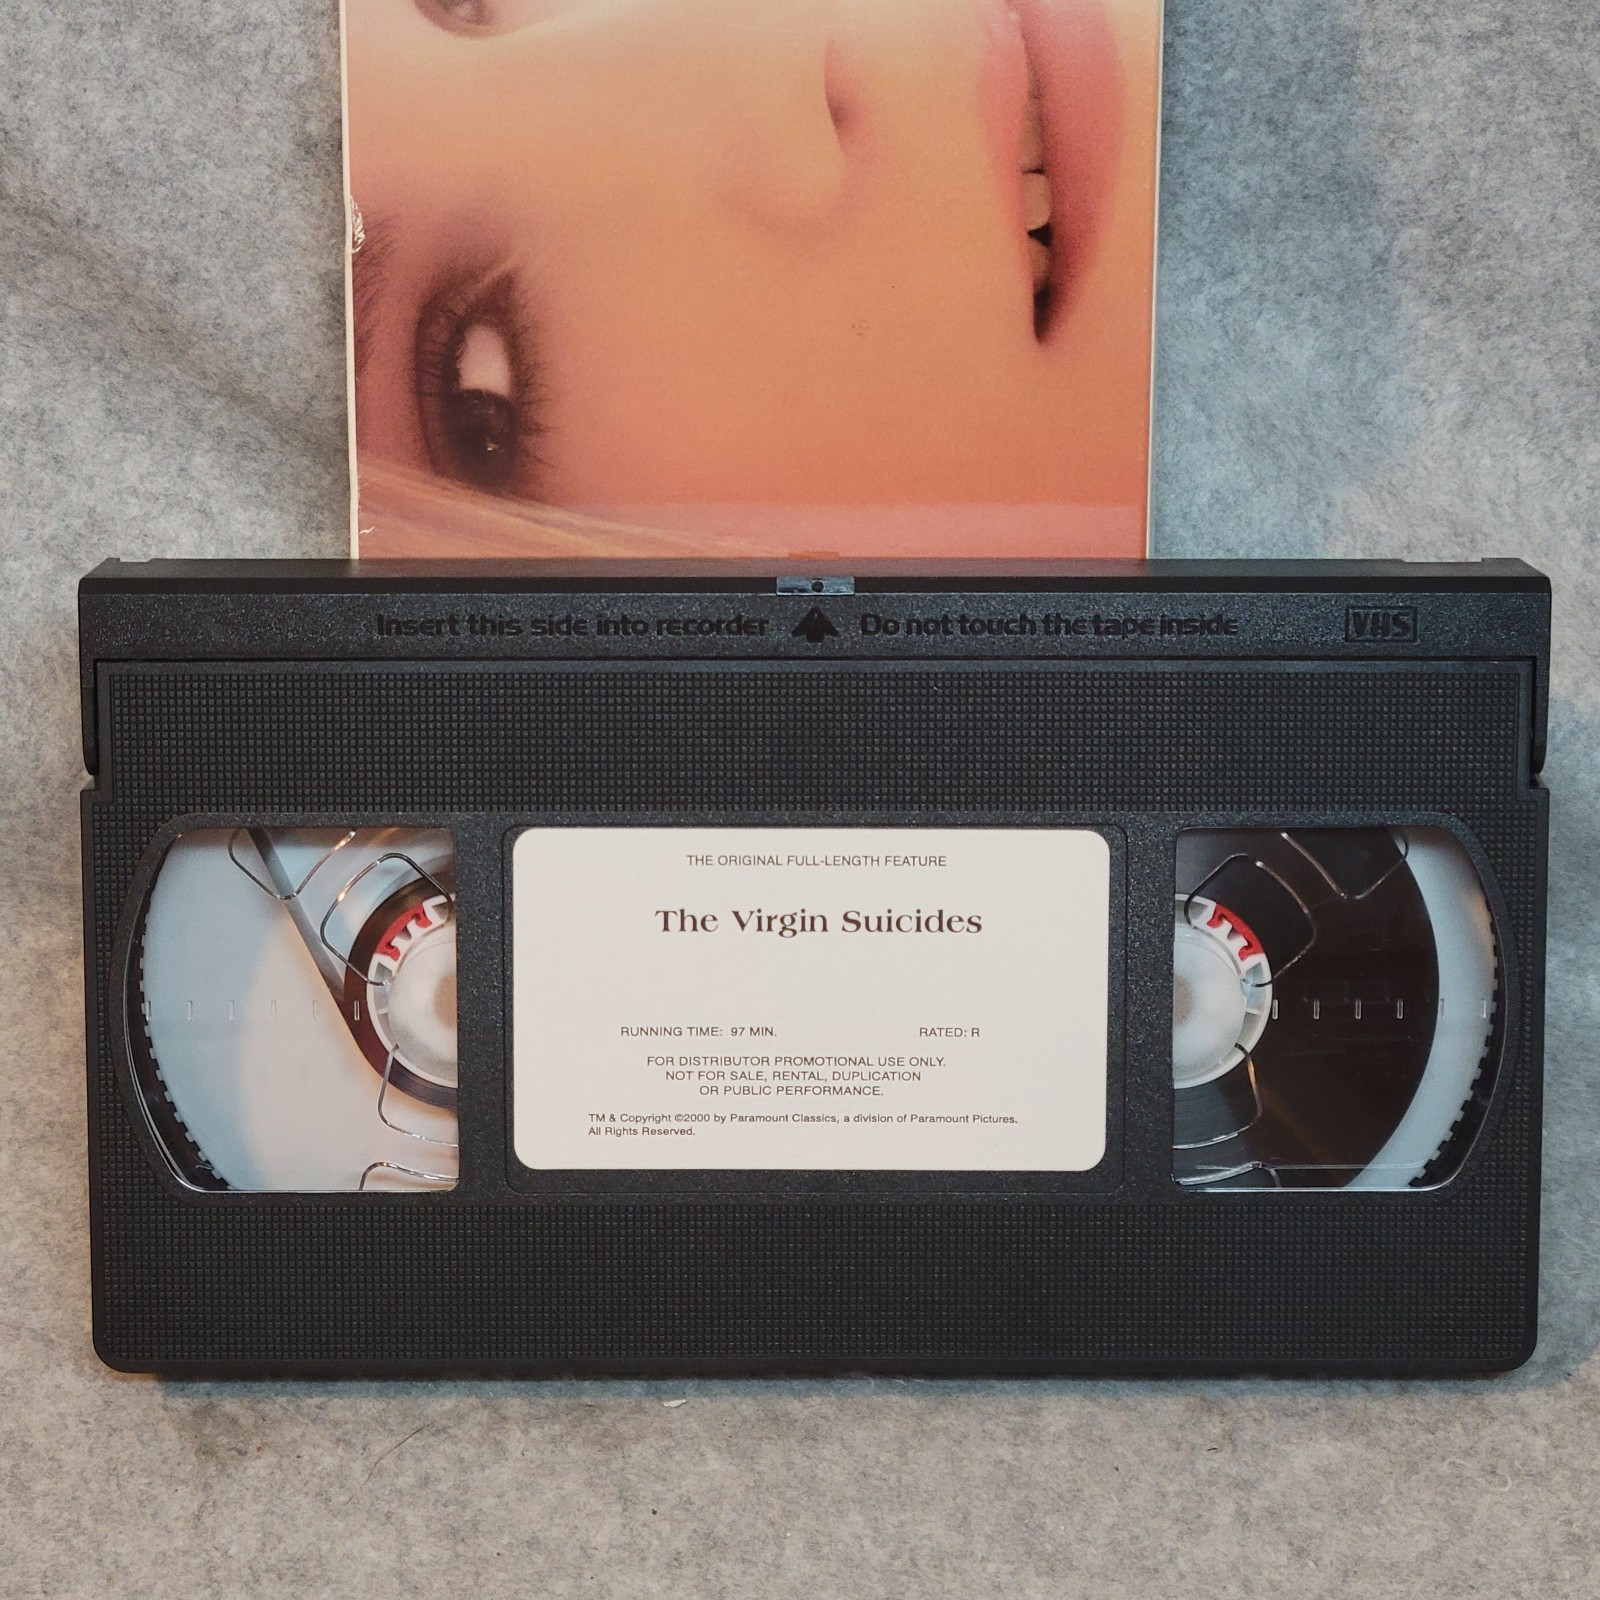 Insert this side into recorder Do not touch the tape inside VHS
THE ORIGINAL FULL-LENGTH FEATURE
The Virgin Suicides
RUNNING TIME: 97 MIN. RATED: R
FOR DISTRIBUTOR PROMOTIONAL USE ONLY.
NOT FOR SALE, RENTAL, DUPLICATION
OR PUBLIC PERFORMANCE.
TM & Copyright ©2000 by Paramount Classics, a division of Paramount Pictures.
All Rights Reserved.